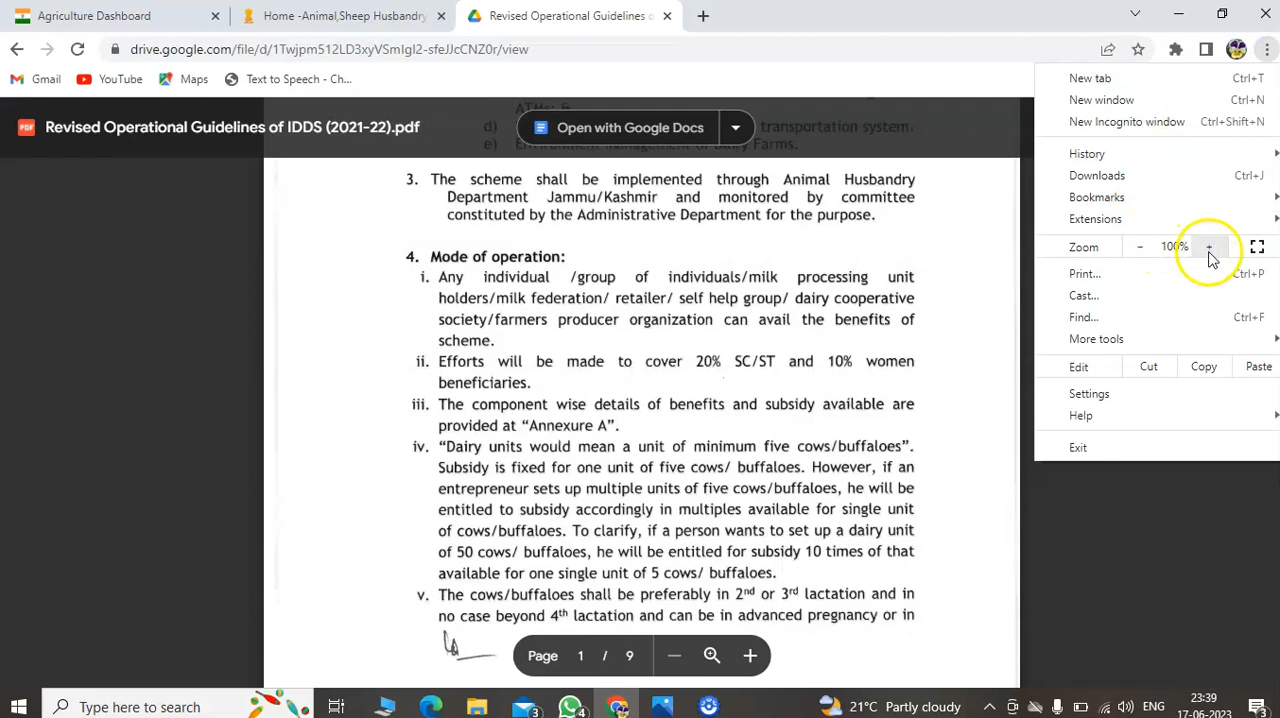 Agriculture Dashboard
Home -Animal,Sheep Husbandry
Revised Operational Guidelines o
drive.google.com/file/d/1Twjpm512LD3xyVSmIgI2-sfeJJcCNZ0r/view
Gmail YouTube Maps Text to Speech - Ch...
Revised Operational Guidelines of IDDS (2021-22).pdf
Open with Google Docs
d) transportation system.
e) Environment Management of Dairy Farms.
3. The scheme shall be implemented through Animal Husbandry
Department Jammu/Kashmir and monitored by committee
constituted by the Administrative Department for the purpose.
4. Mode of operation:
i. Any individual /group of individuals/milk processing unit
holders/milk federation/ retailer/ self help group/ dairy cooperative
society/farmers producer organization can avail the benefits of
scheme.
ii. Efforts will be made to cover 20% SC/ST and 10% women
beneficiaries.
iii. The component wise details of benefits and subsidy available are
provided at “Annexure A”.
iv. “Dairy units would mean a unit of minimum five cows/buffaloes”.
Subsidy is fixed for one unit of five cows/ buffaloes. However, if an
entrepreneur sets up multiple units of five cows/buffaloes, he will be
entitled to subsidy accordingly in multiples available for single unit
of cows/buffaloes. To clarify, if a person wants to set up a dairy unit
of 50 cows/ buffaloes, he will be entitled for subsidy 10 times of that
available for one single unit of 5 cows/ buffaloes.
v. The cows/buffaloes shall be preferably in 2nd or 3rd lactation and in
no case beyond 4th lactation and can be in advanced pregnancy or in
Page 1 / 9
New tab Ctrl+T
New window Ctrl+N
New Incognito window Ctrl+Shift+N
History
Downloads Ctrl+J
Bookmarks
Extensions
Zoom - 100% +
Print... Ctrl+P
Cast...
Find... Ctrl+F
More tools
Edit Cut Copy Paste
Settings
Help
Exit
Type here to search
3
4
21°C Partly cloudy
ENG
23:39
17-06-2023
3